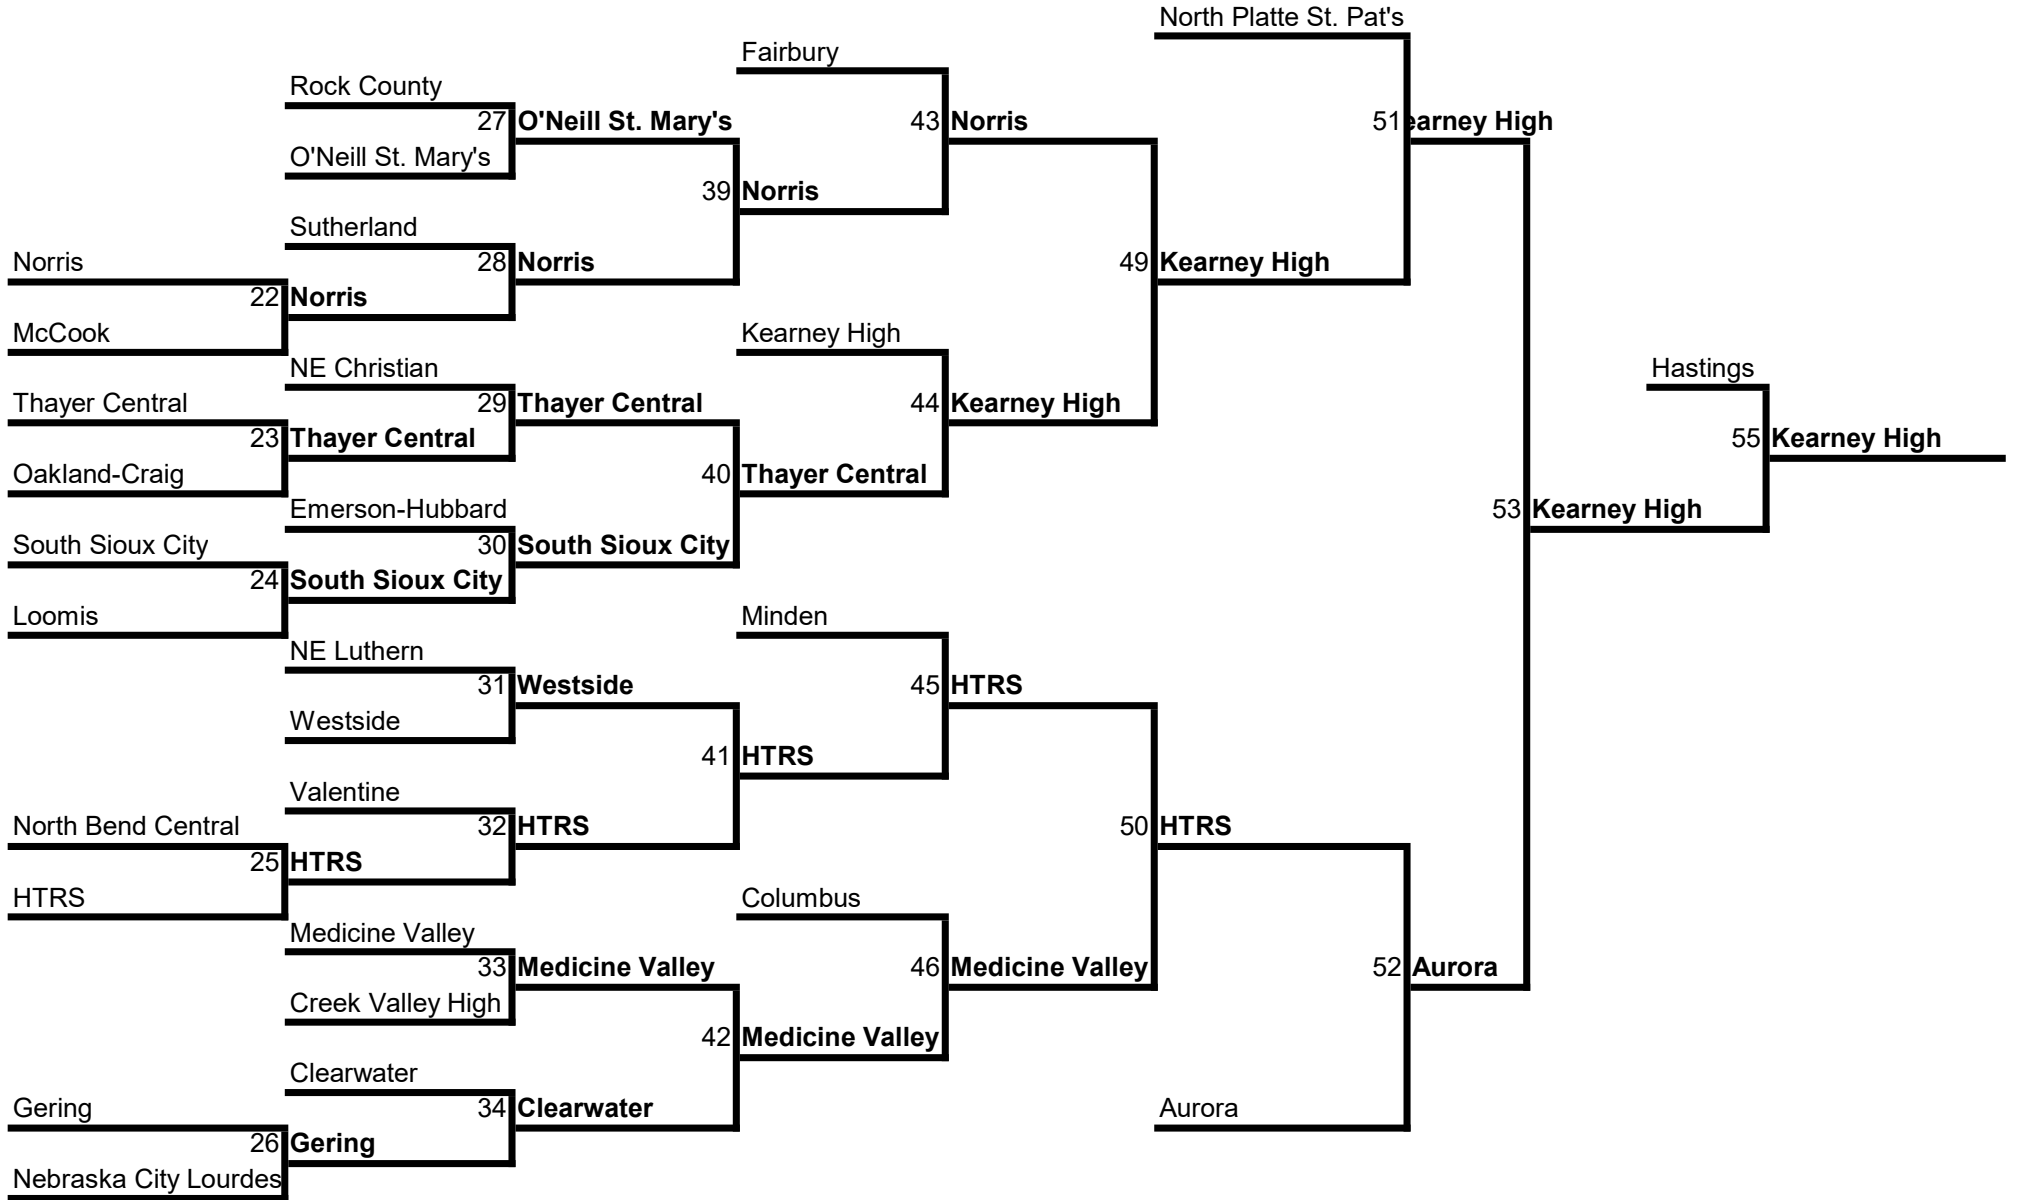 North Platte St. Pat's
Fairbury
Rock County
27 O'Neill St. Mary's
43 Norris
51 earney High
O'Neill St. Mary's
39 Norris
Sutherland
Norris
28 Norris
49 Kearney High
22 Norris
McCook
Kearney High
NE Christian
Hastings
Thayer Central
29 Thayer Central
44 Kearney High
23 Thayer Central
55 Kearney High
Oakland-Craig
40 Thayer Central
Emerson-Hubbard
53 Kearney High
South Sioux City
30 South Sioux City
24 South Sioux City
Loomis
Minden
NE Luthern
31 Westside
45 HTRS
Westside
41 HTRS
Valentine
North Bend Central
32 HTRS
50 HTRS
25 HTRS
HTRS
Columbus
Medicine Valley
33 Medicine Valley
46 Medicine Valley
52 Aurora
Creek Valley High
42 Medicine Valley
Clearwater
Gering
34 Clearwater
Aurora
26 Gering
Nebraska City Lourdes